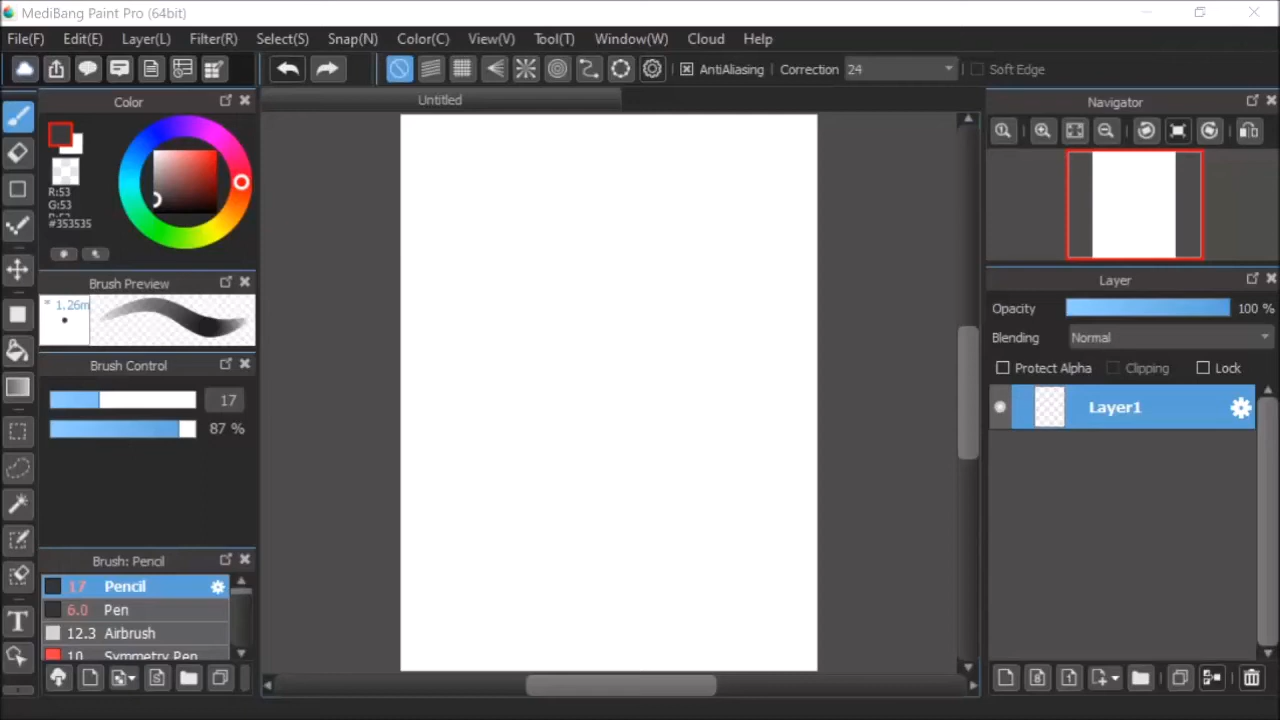 MediBang Paint Pro (64bit)
File(F) Edit(E) Layer(L) Filter(R) Select(S) Snap(N) Color(C) View(V) Tool(T) Window(W) Cloud Help
AntiAliasing Correction 24 Soft Edge
Color
R:53
G:53
#353535
Brush Preview
1.26m
Brush Control
17
87 %
Brush: Pencil
17 Pencil
6.0 Pen
12.3 Airbrush
10 Symmetry Pen
T
Untitled
Navigator
Layer
Opacity 100 %
Blending Normal
Protect Alpha Clipping Lock
Layer1
8 1